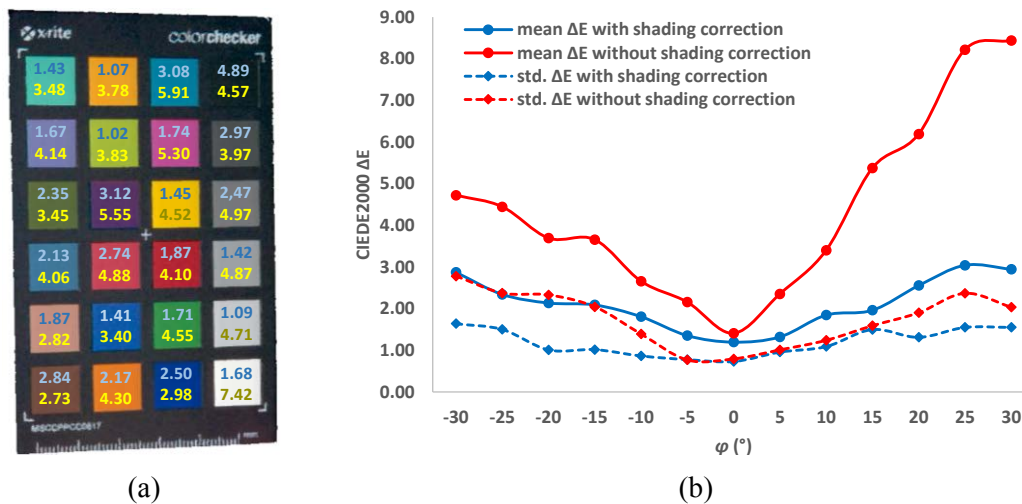 x-rite colorchecker
1.43 1.07 3.08 4.89
3.48 3.78 5.91 4.57
1.67 1.02 1.74 2.97
4.14 3.83 5.30 3.97
2.35 3.12 1.45 2,47
3.45 5.55 4.52 4.97
2.13 2.74 1,87 1.42
4.06 4.88 4.10 4.87
1.87 1.41 1.71 1.09
2.82 3.40 4.55 4.71
2.84 2.17 2.50 1.68
2.73 4.30 2.98 7.42
MSCCPPCC0617
(a)
mean ΔE with shading correction
mean ΔE without shading correction
std. ΔE with shading correction
std. ΔE without shading correction
CIEDE2000 ΔE
9.00
8.00
7.00
6.00
5.00
4.00
3.00
2.00
1.00
0.00
-30 -25 -20 -15 -10 -5 0 5 10 15 20 25 30
φ (°)
(b)